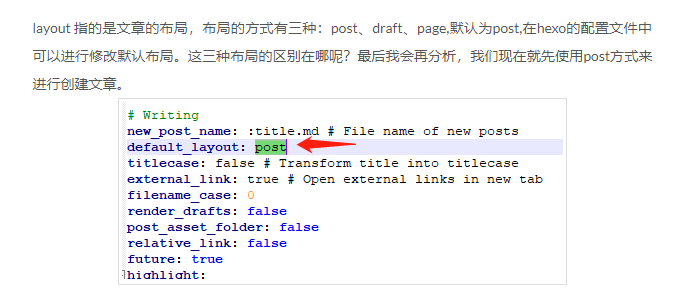 layout 指的是文章的布局，布局的方式有三种：post、draft、page,默认为post,在hexo的配置文件中
可以进行修改默认布局。这三种布局的区别在哪呢？最后我会再分析，我们现在就先使用post方式来
进行创建文章。
# Writing
new_post_name: :title.md # File name of new posts
default_layout: post
titlecase: false # Transform title into titlecase
external_link: true # Open external links in new tab
filename_case: 0
render_drafts: false
post_asset_folder: false
relative_link: false
future: true
highlight: